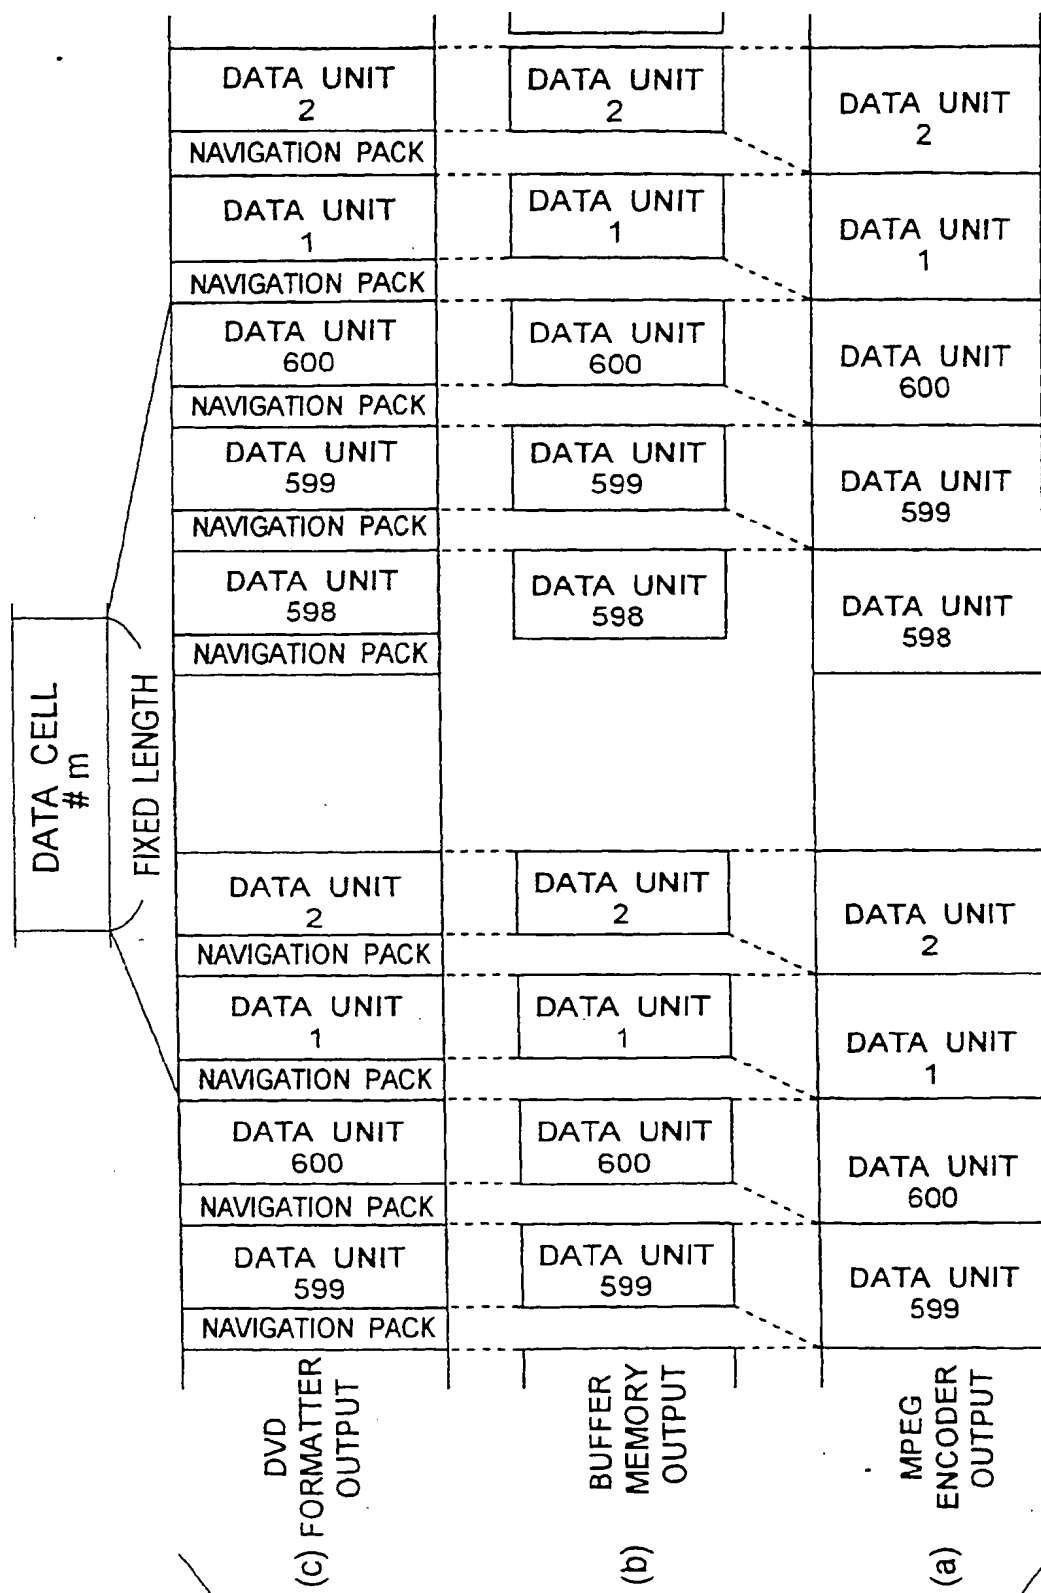 DATA CELL
# m
FIXED LENGTH
DATA UNIT
2
NAVIGATION PACK
DATA UNIT
1
NAVIGATION PACK
DATA UNIT
600
NAVIGATION PACK
DATA UNIT
599
NAVIGATION PACK
DATA UNIT
598
NAVIGATION PACK
DATA UNIT
2
NAVIGATION PACK
DATA UNIT
1
NAVIGATION PACK
DATA UNIT
600
NAVIGATION PACK
DATA UNIT
599
NAVIGATION PACK
DVD
(c) FORMATTER
OUTPUT
DATA UNIT
2
DATA UNIT
1
DATA UNIT
600
DATA UNIT
599
DATA UNIT
598
DATA UNIT
2
DATA UNIT
1
DATA UNIT
600
DATA UNIT
599
BUFFER
(b) MEMORY
OUTPUT
DATA UNIT
2
DATA UNIT
1
DATA UNIT
600
DATA UNIT
599
DATA UNIT
598
DATA UNIT
2
DATA UNIT
1
DATA UNIT
600
DATA UNIT
599
MPEG
(a) ENCODER
OUTPUT